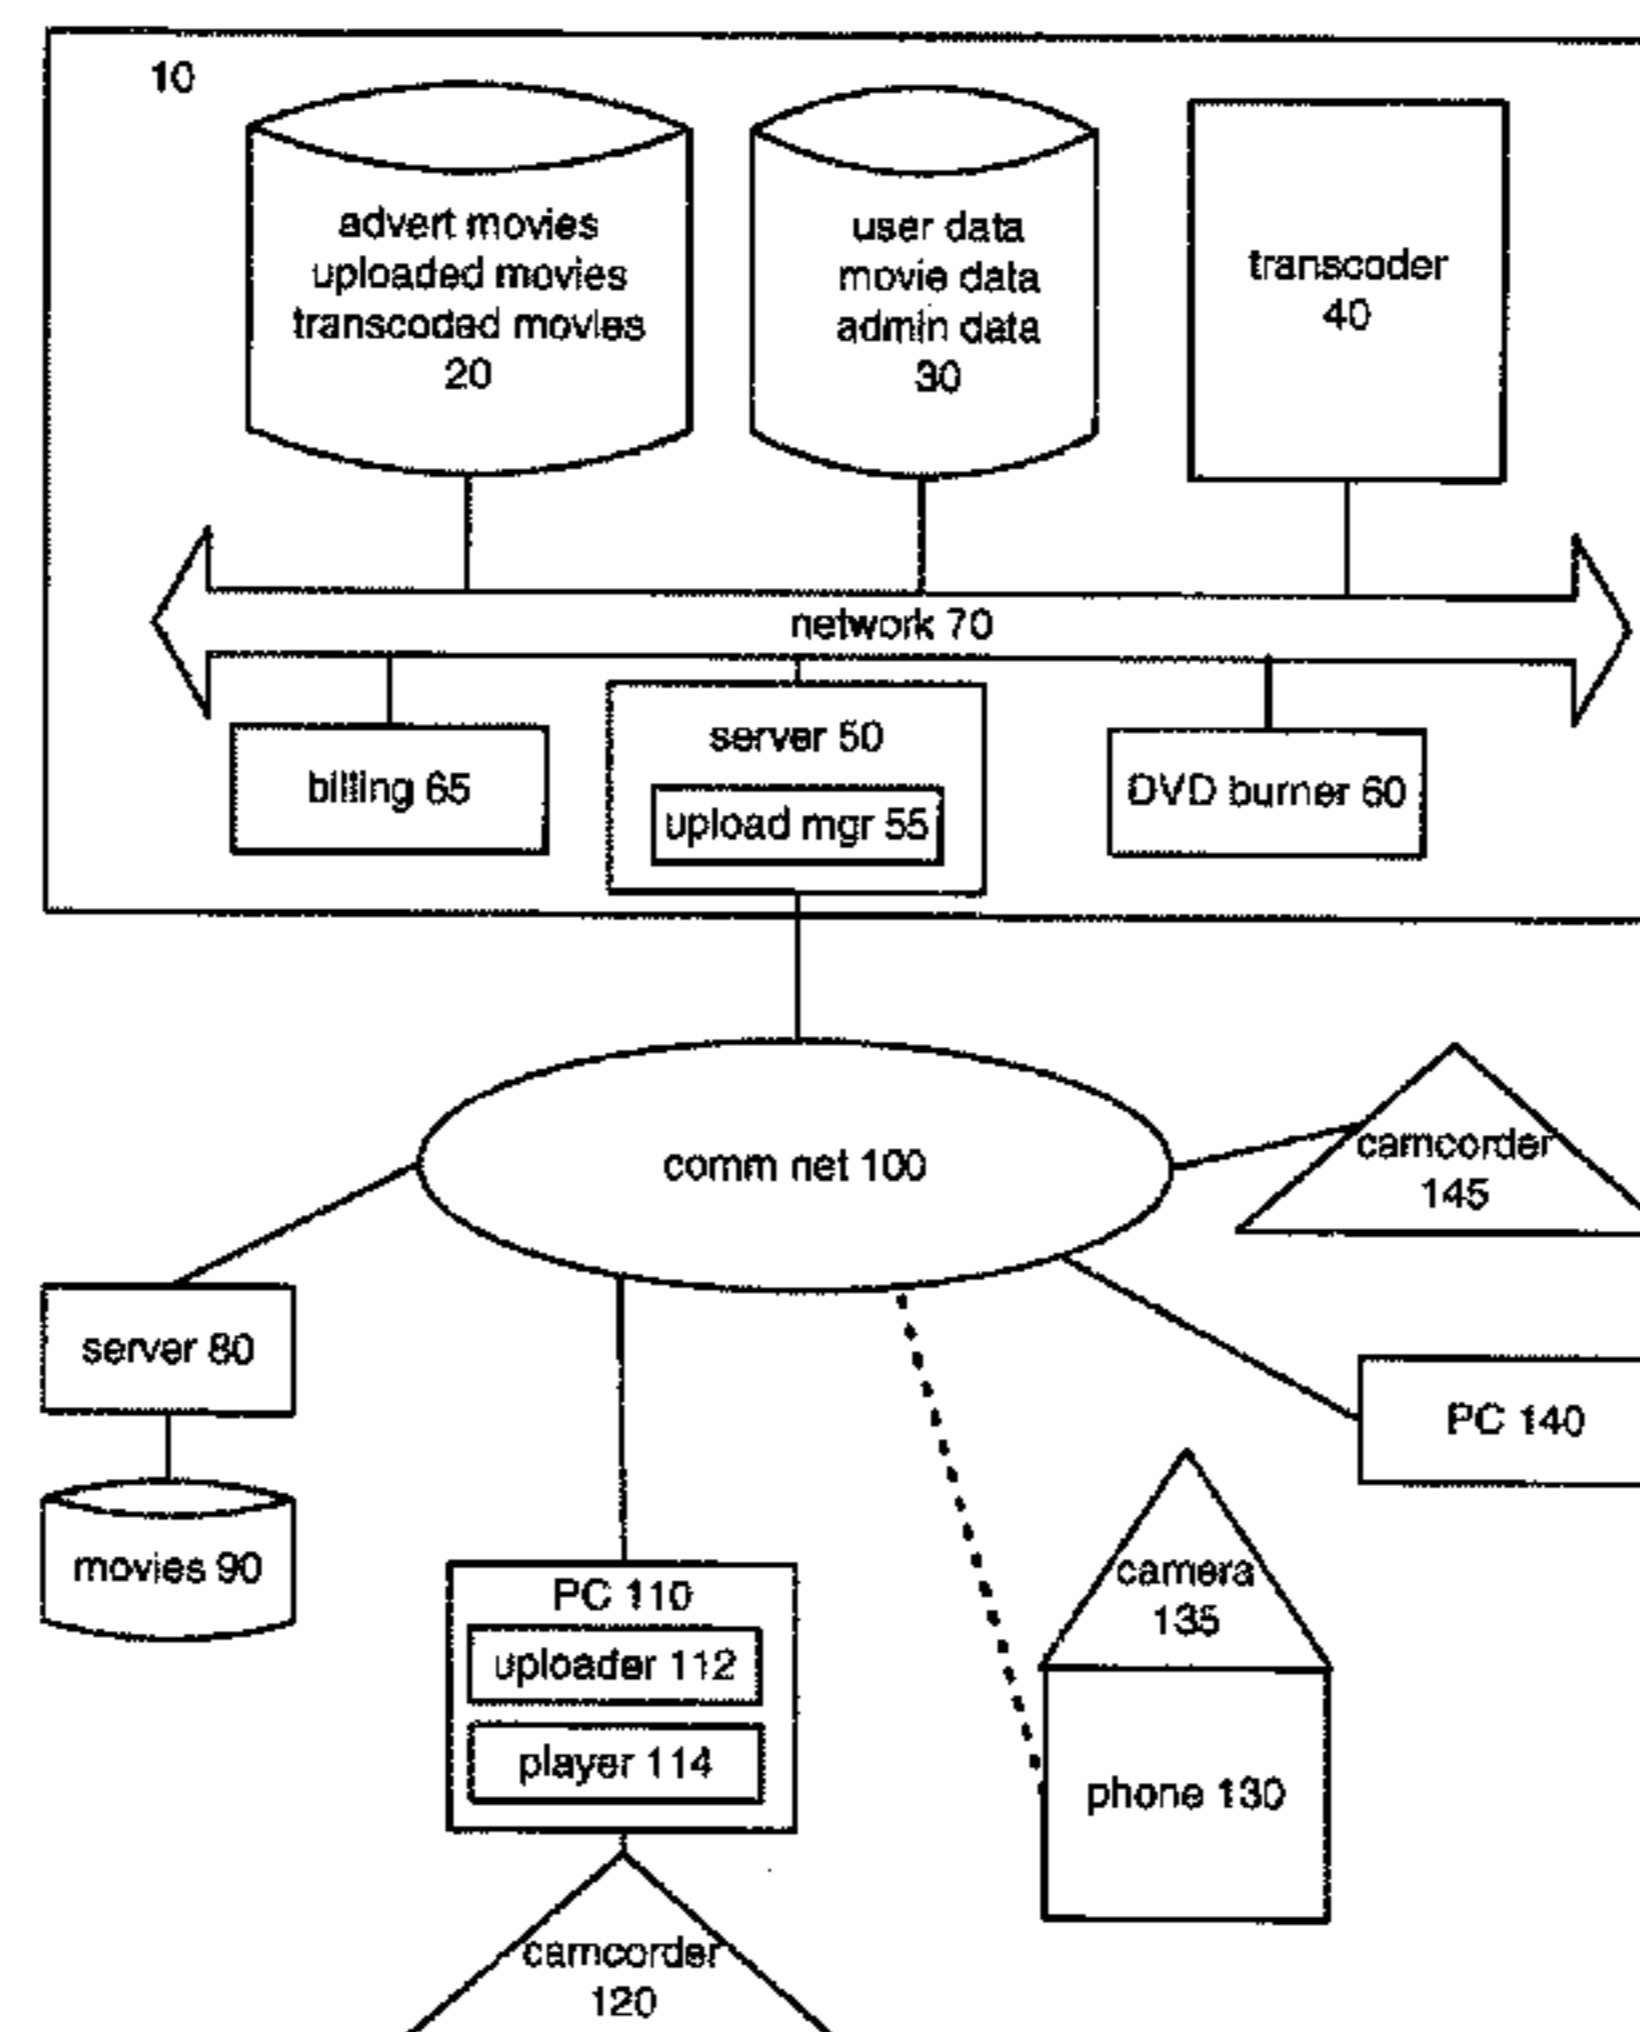 10
advert movies
uploaded movies
transcoded movies
20
user data
movie data
admin data
30
transcoder
40
network 70
billing 65
server 50
upload mgr 55
DVD burner 60
comm net 100
camcorder
145
server 80
PC 140
movies 90
camera
135
PC 110
uploader 112
player 114
phone 130
camcorder
120